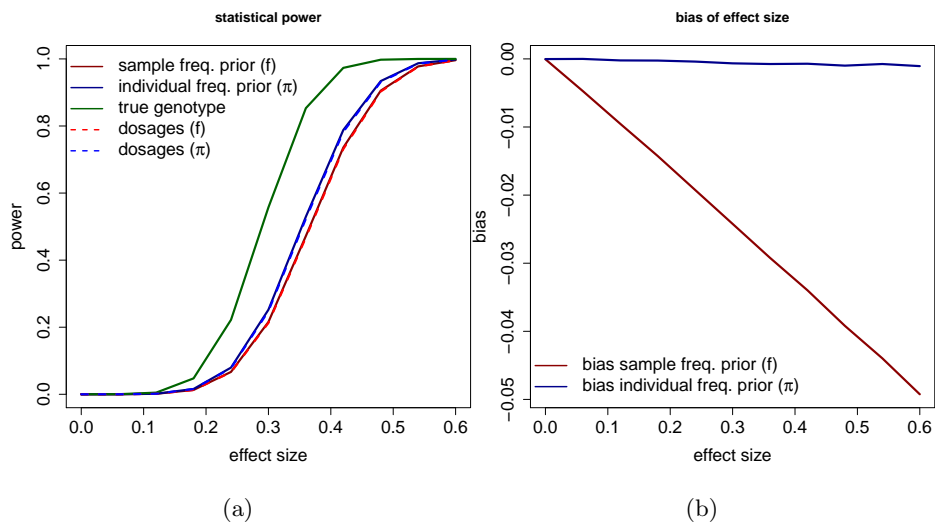 statistical power
sample freq. prior (f)
individual freq. prior (π)
true genotype
dosages (f)
dosages (π)
power
0.0
0.2
0.4
0.6
0.8
1.0
0.0 0.1 0.2 0.3 0.4 0.5 0.6
effect size
(a)
bias of effect size
bias
0.00
−0.01
−0.02
−0.03
−0.04
−0.05
bias sample freq. prior (f)
bias individual freq. prior (π)
0.0 0.1 0.2 0.3 0.4 0.5 0.6
effect size
(b)